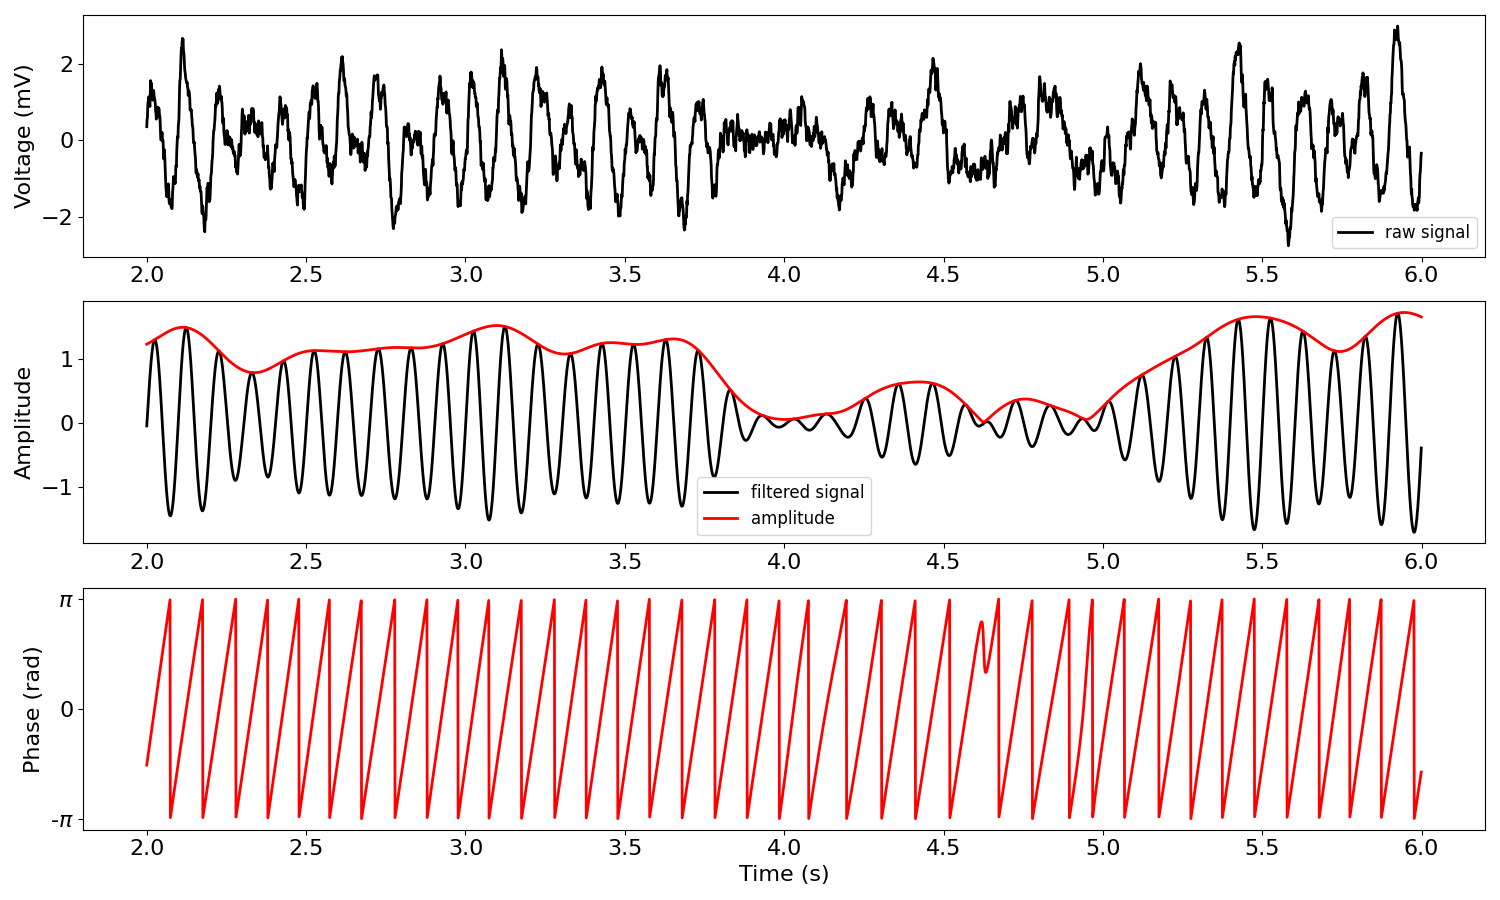 Voltage (mV)
2
0
−2
raw signal
2.0 2.5 3.0 3.5 4.0 4.5 5.0 5.5 6.0
Amplitude
1
0
−1
filtered signal
amplitude
2.0 2.5 3.0 3.5 4.0 4.5 5.0 5.5 6.0
Phase (rad)
π
0
-π
2.0 2.5 3.0 3.5 4.0 4.5 5.0 5.5 6.0
Time (s)